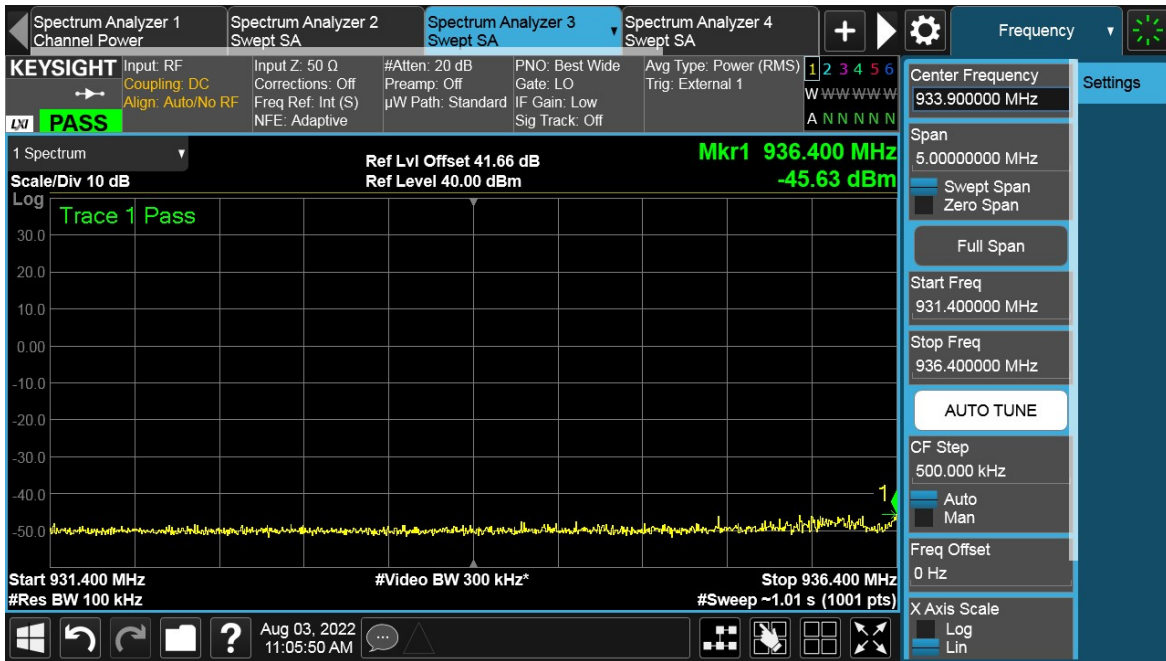 Spectrum Analyzer 1
Channel Power
Spectrum Analyzer 2
Swept SA
Spectrum Analyzer 3
Swept SA
Spectrum Analyzer 4
Swept SA
+
Frequency
KEYSIGHT
LXI PASS
Input: RF
Coupling: DC
Align: Auto/No RF
Input Z: 50 Ω
Corrections: Off
Freq Ref: Int (S)
NFE: Adaptive
#Atten: 20 dB
Preamp: Off
µW Path: Standard
PNO: Best Wide
Gate: LO
IF Gain: Low
Sig Track: Off
Avg Type: Power (RMS)
Trig: External 1
1 2 3 4 5 6
W W W W W W
A N N N N N
1 Spectrum
Scale/Div 10 dB
Ref Lvl Offset 41.66 dB
Ref Level 40.00 dBm
Mkr1 936.400 MHz
-45.63 dBm
Log
Trace 1 Pass
30.0
20.0
10.0
0.00
-10.0
-20.0
-30.0
-40.0
-50.0
1
Start 931.400 MHz
#Res BW 100 kHz
#Video BW 300 kHz*
Stop 936.400 MHz
#Sweep ~1.01 s (1001 pts)
?
Aug 03, 2022
11:05:50 AM
Center Frequency
933.900000 MHz
Settings
Span
5.00000000 MHz
Swept Span
Zero Span
Full Span
Start Freq
931.400000 MHz
Stop Freq
936.400000 MHz
AUTO TUNE
CF Step
500.000 kHz
Auto
Man
Freq Offset
0 Hz
X Axis Scale
Log
Lin